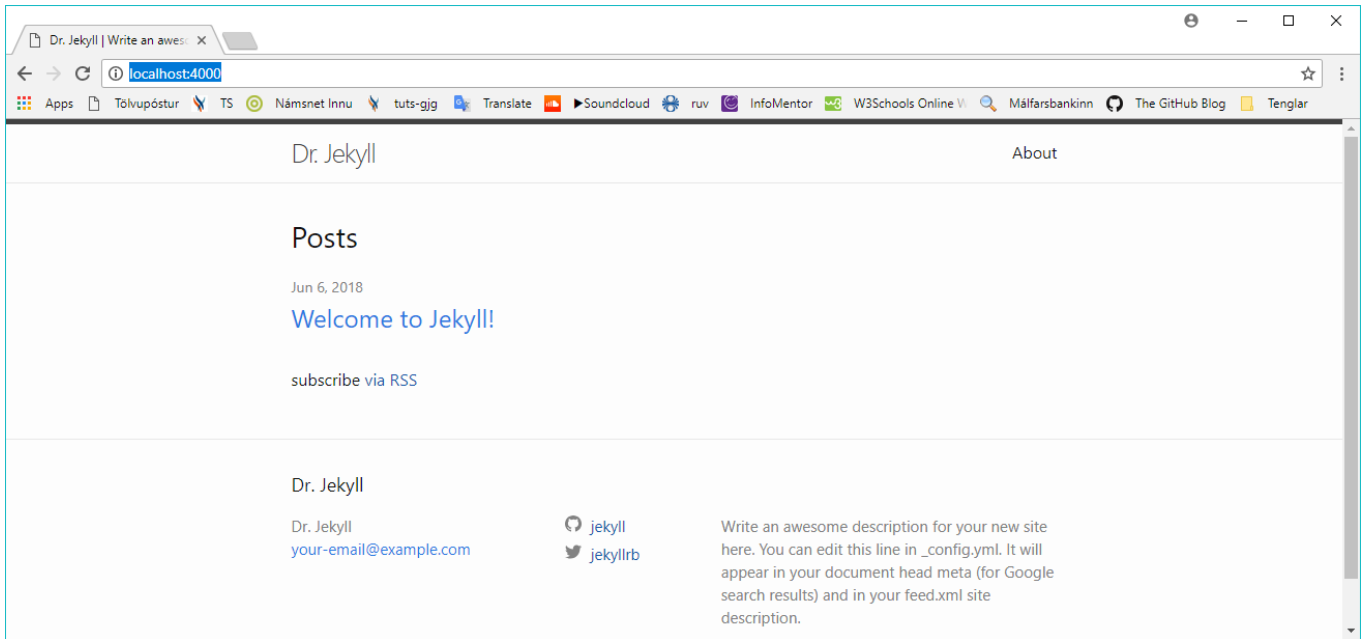 Dr. Jekyll | Write an awesc
localhost:4000
Apps Tölvupóstur TS Námsnet Innu tuts-gjg Translate ▶Soundcloud ruv InfoMentor W3Schools Online W Málfarsbankinn The GitHub Blog Tenglar
Dr. Jekyll About
Posts
Jun 6, 2018
Welcome to Jekyll!
subscribe via RSS
Dr. Jekyll
Dr. Jekyll
your-email@example.com
jekyll
jekyllrb
Write an awesome description for your new site
here. You can edit this line in _config.yml. It will
appear in your document head meta (for Google
search results) and in your feed.xml site
description.